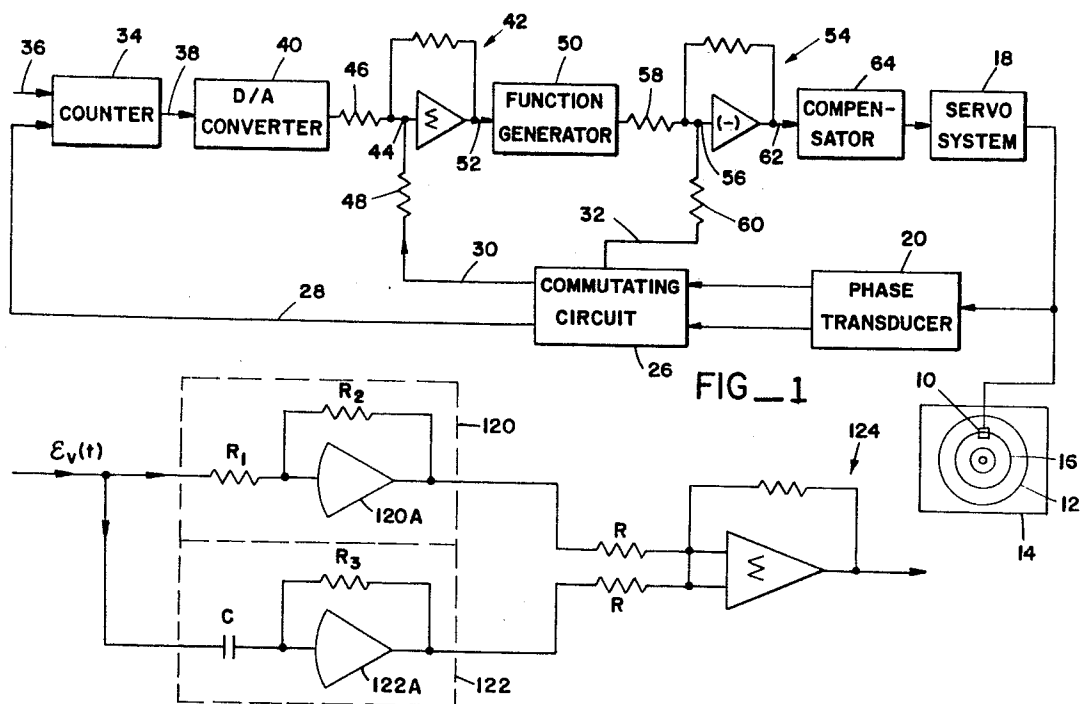 36
34
COUNTER
38
40
D/A
CONVERTER
46
42
44
Σ
48
52
50
FUNCTION
GENERATOR
58
54
(-)
56
60
62
64
COMPEN-
SATOR
18
SERVO
SYSTEM
28
30
32
COMMUTATING
CIRCUIT
26
20
PHASE
TRANSDUCER
FIG_1
10
16
12
14
Ɛv(t)
R1
R2
120
120A
C
R3
122A
122
R
R
Σ
124